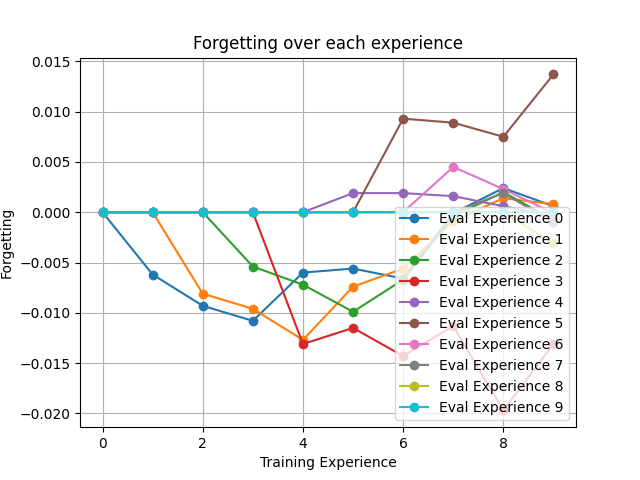 Forgetting over each experience
0.015
0.010
0.005
0.000
−0.005
−0.010
−0.015
−0.020
Forgetting
0 2 4 6 8
Training Experience
Eval Experience 0
Eval Experience 1
Eval Experience 2
Eval Experience 3
Eval Experience 4
Eval Experience 5
Eval Experience 6
Eval Experience 7
Eval Experience 8
Eval Experience 9